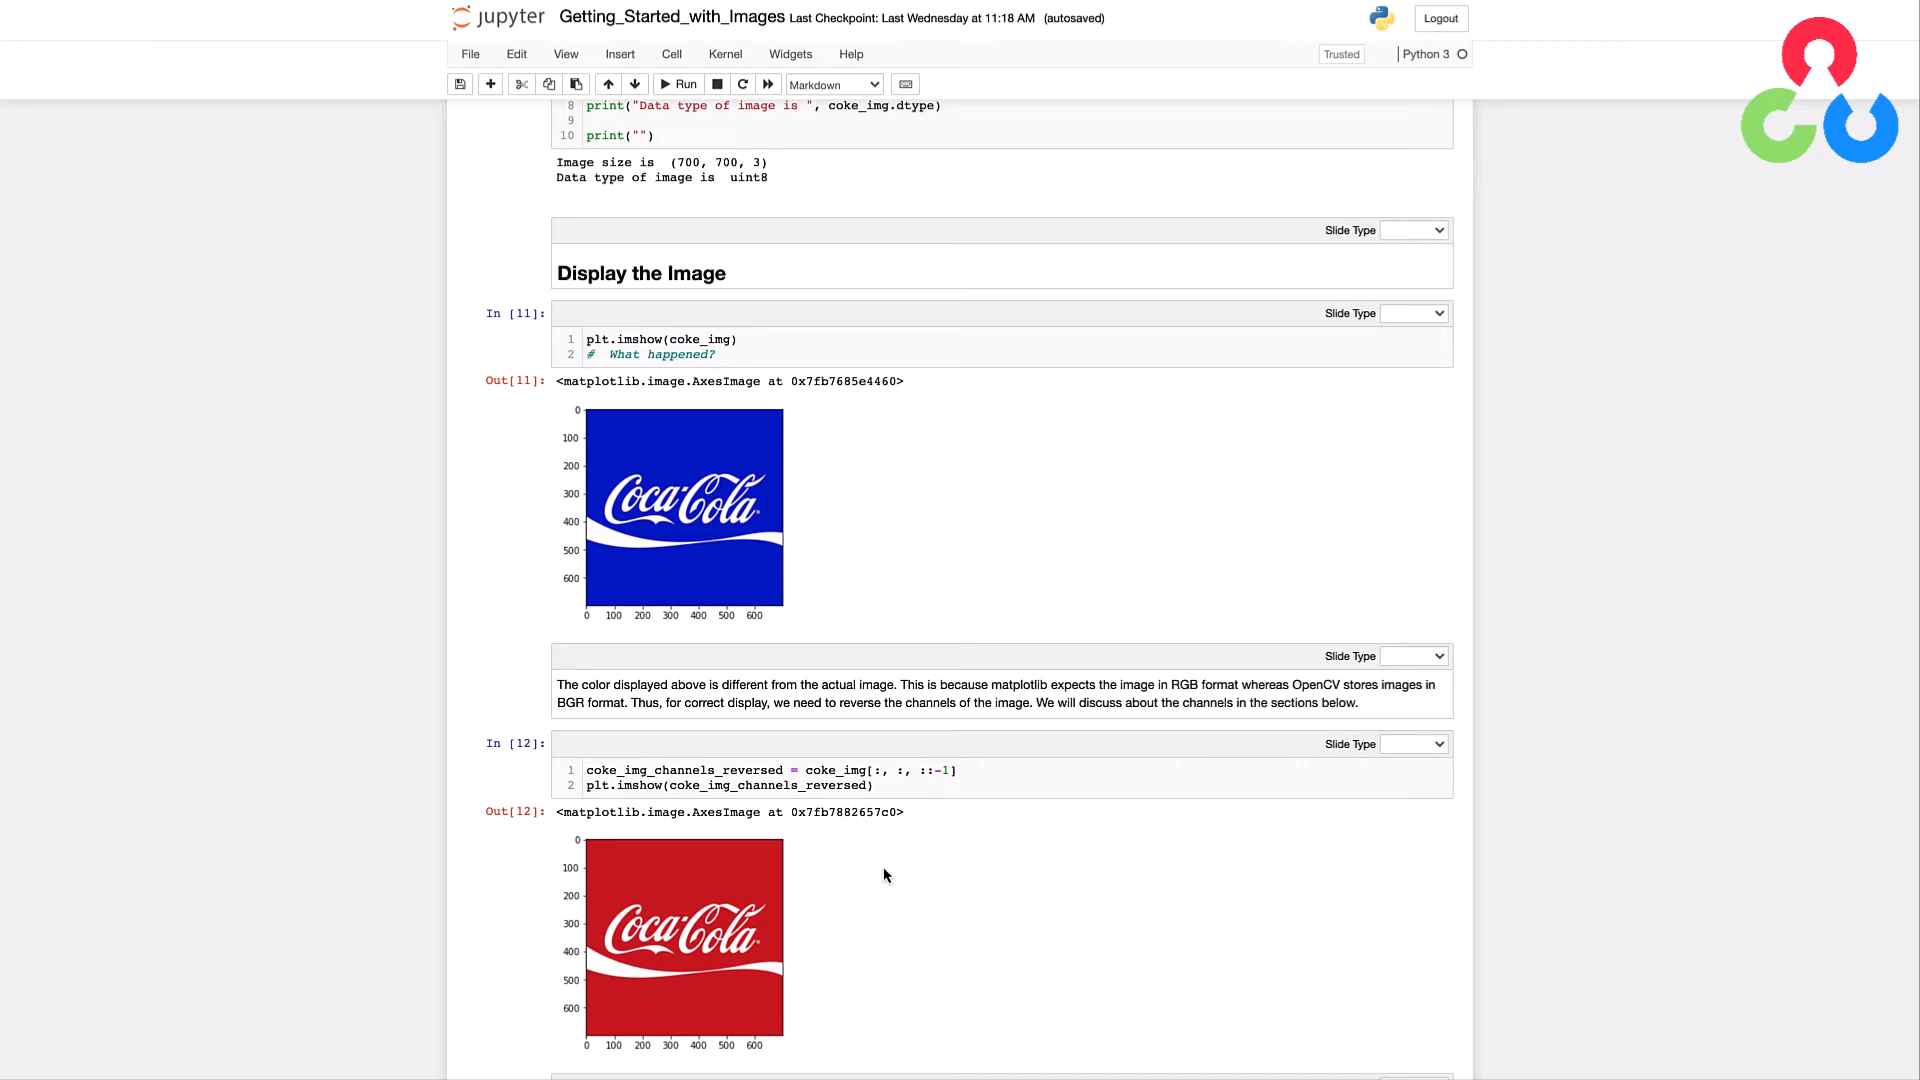 jupyter Getting_Started_with_Images Last Checkpoint: Last Wednesday at 11:18 AM (autosaved)
Logout
File Edit View Insert Cell Kernel Widgets Help
Trusted
Python 3
Run
Markdown
8 print("Data type of image is ", coke_img.dtype)
9
10 print("")
Image size is (700, 700, 3)
Data type of image is uint8
Slide Type
Display the Image
In [11]:
Slide Type
1 plt.imshow(coke_img)
2 # What happened?
Out[11]: <matplotlib.image.AxesImage at 0x7fb7685e4460>
0
100
200
300
400
500
600
Coca-Cola
0 100 200 300 400 500 600
Slide Type
The color displayed above is different from the actual image. This is because matplotlib expects the image in RGB format whereas OpenCV stores images in
BGR format. Thus, for correct display, we need to reverse the channels of the image. We will discuss about the channels in the sections below.
In [12]:
Slide Type
1 coke_img_channels_reversed = coke_img[:, :, ::-1]
2 plt.imshow(coke_img_channels_reversed)
Out[12]: <matplotlib.image.AxesImage at 0x7fb7882657c0>
0
100
200
300
400
500
600
Coca-Cola
0 100 200 300 400 500 600